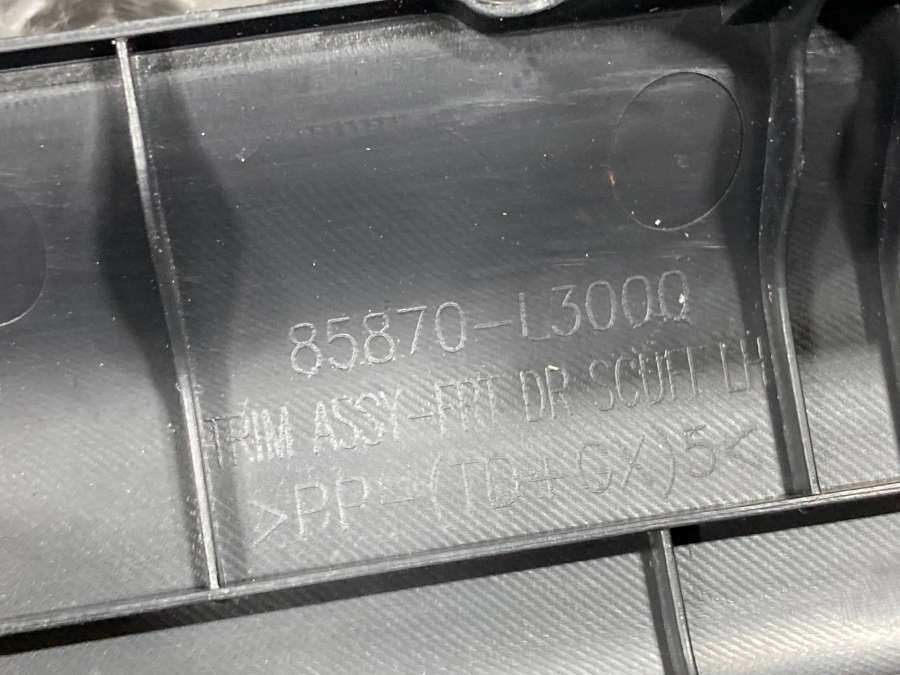 85870-L3000
TRIM ASSY-FRT DR SCUFF LH
>PP-(TD+GX)5<